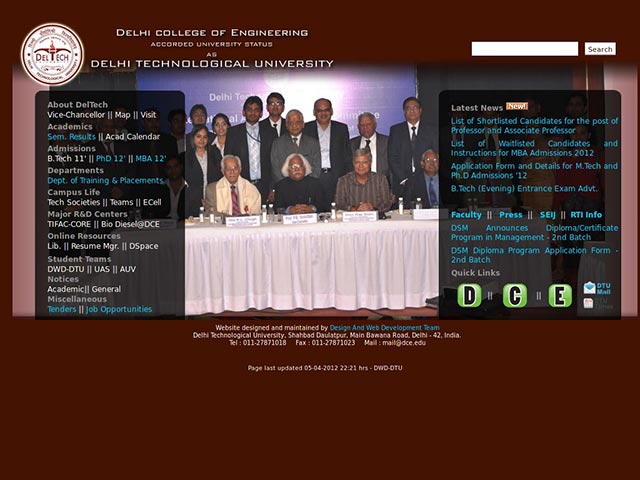 DELHI COLLEGE OF ENGINEERING
ACCORDED UNIVERSITY STATUS
AS
DELHI TECHNOLOGICAL UNIVERSITY
DELTECH
Search
About DelTech
Vice-Chancellor || Map || Visit
Academics
Sem. Results || Acad Calendar
Admissions
B.Tech 11' || PhD 12' || MBA 12'
Departments
Dept. of Training & Placements
Campus Life
Tech Societies || Teams || ECell
Major R&D Centers
TIFAC-CORE || Bio Diesel@DCE
Online Resources
Lib. || Resume Mgr. || DSpace
Student Teams
DWD-DTU || UAS || AUV
Notices
Academic|| General
Miscellaneous
Tenders || Job Opportunities
Delhi Te
Latest News New!
List of Shortlisted Candidates for the post of
Professor and Associate Professor
List of Waitlisted Candidates and
Instructions for MBA Admissions 2012
Application Form and Details for M.Tech and
Ph.D Admissions '12
B.Tech (Evening) Entrance Exam Advt.
Faculty || Press || SEIJ || RTI Info
DSM Announces Diploma/Certificate
Program in Management - 2nd Batch
DSM Diploma Program Application Form -
2nd Batch
Quick Links
D || C || E
DTU
Mail
DTU
Times
Website designed and maintained by Design And Web Development Team
Delhi Technological University, Shahbad Daulatpur, Main Bawana Road, Delhi - 42, India.
Tel : 011-27871018 Fax : 011-27871023 Mail : mail@dce.edu
Page last updated 05-04-2012 22:21 hrs - DWD-DTU